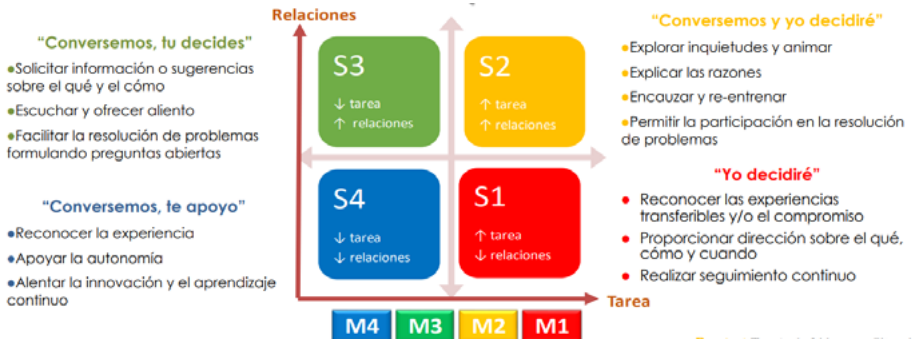 Relaciones
“Conversemos, tu decides”
●Solicitar información o sugerencias
sobre el qué y el cómo
●Escuchar y ofrecer aliento
●Facilitar la resolución de problemas
formulando preguntas abiertas
“Conversemos, te apoyo”
●Reconocer la experiencia
●Apoyar la autonomía
●Alentar la innovación y el aprendizaje
continuo
S3
↓ tarea
↑ relaciones
S2
↑ tarea
↑ relaciones
S4
↓ tarea
↓ relaciones
S1
↑ tarea
↓ relaciones
Tarea
M4 M3 M2 M1
“Conversemos y yo decidiré”
●Explorar inquietudes y animar
●Explicar las razones
●Encauzar y re-entrenar
●Permitir la participación en la resolución
de problemas
“Yo decidiré”
● Reconocer las experiencias
transferibles y/o el compromiso
● Proporcionar dirección sobre el qué,
cómo y cuando
● Realizar seguimiento continuo